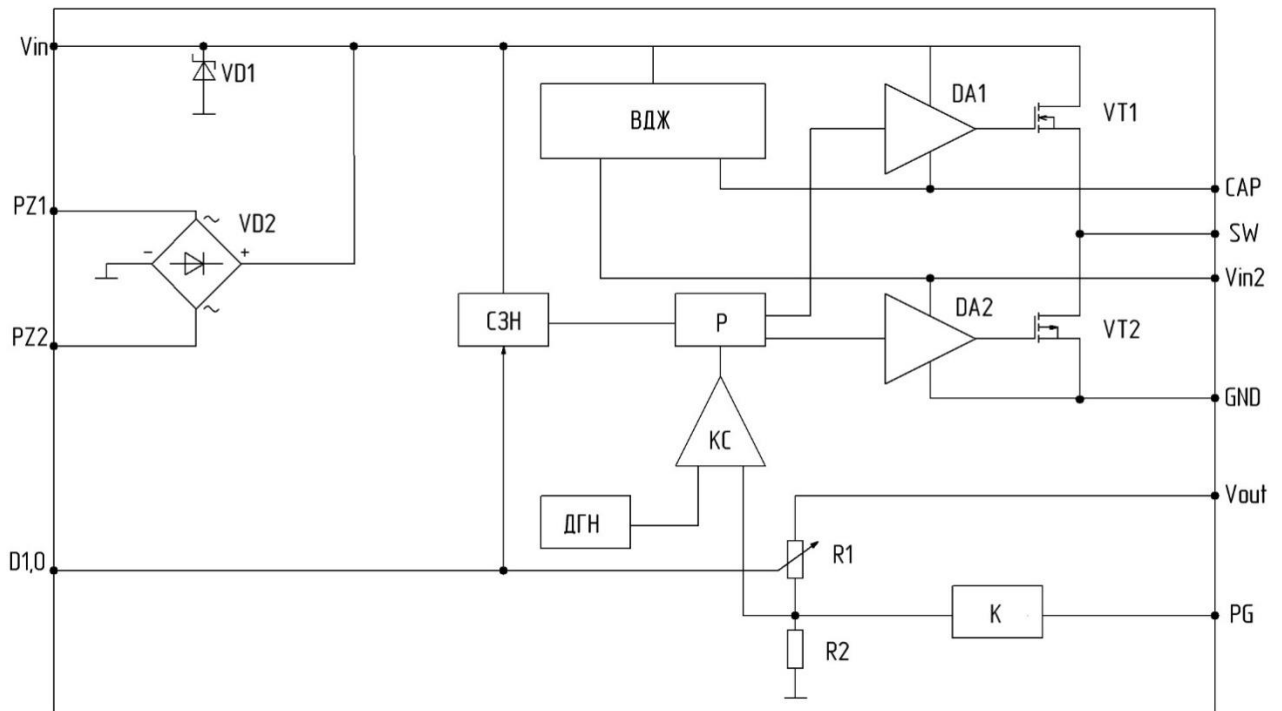 Vin
VD1
ВДЖ
DA1
VT1
PZ1
VD2
~
−
+
~
CAP
SW
Vin2
PZ2
СЗН
Р
DA2
VT2
GND
КС
Vout
ДГН
D1,0
R1
К
PG
R2